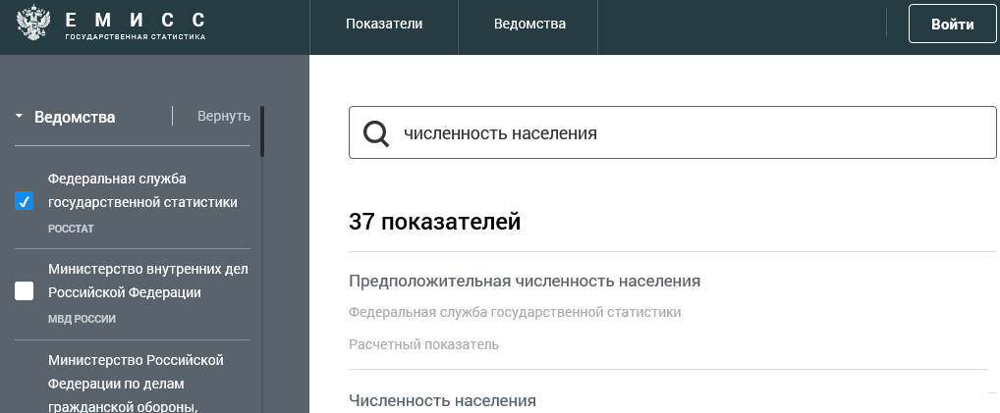 ЕМИСС
ГОСУДАРСТВЕННАЯ СТАТИСТИКА
Показатели
Ведомства
Войти
Ведомства
Вернуть
Федеральная служба
государственной статистики
РОССТАТ
Министерство внутренних дел
Российской Федерации
МВД РОССИИ
Министерство Российской
Федерации по делам
гражданской обороны,
численность населения
37 показателей
Предположительная численность населения
Федеральная служба государственной статистики
Расчетный показатель
Численность населения